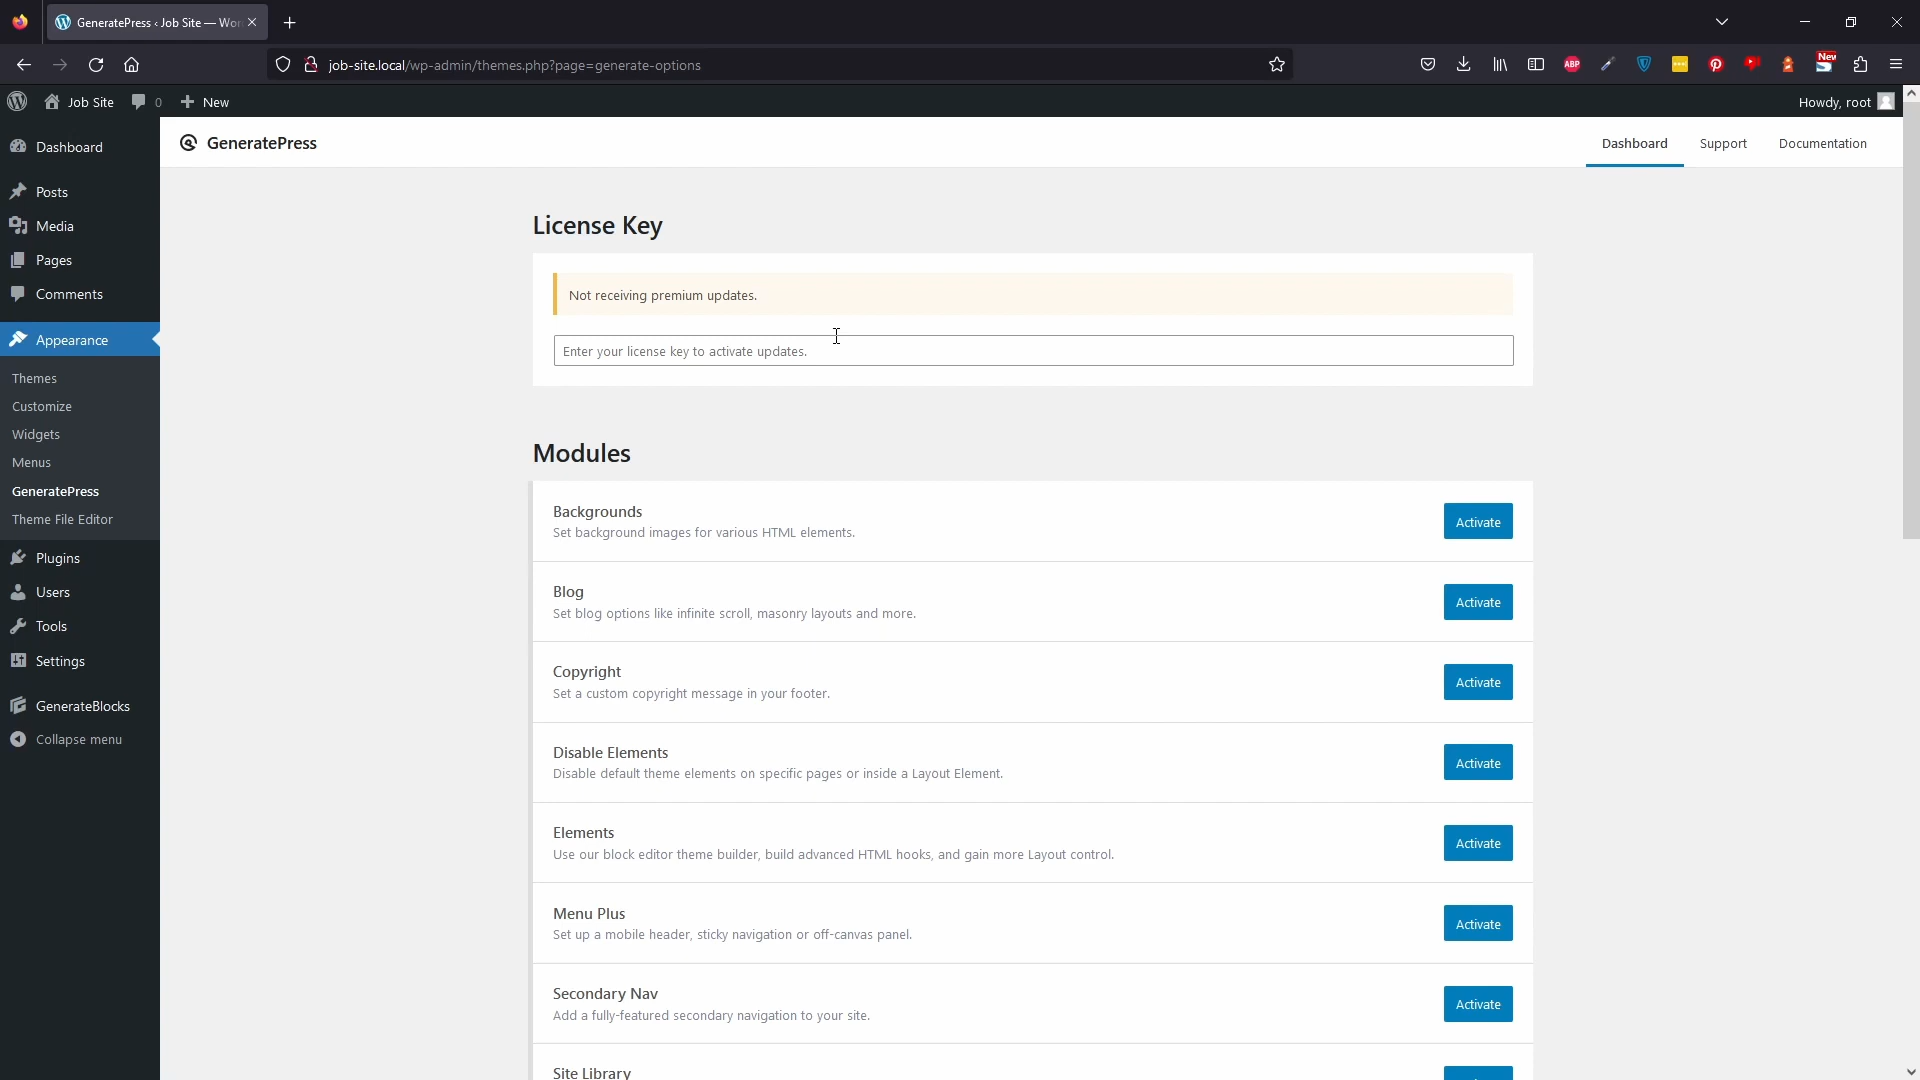 GeneratePress ‹ Job Site — Wor
job-site.local/wp-admin/themes.php?page=generate-options
ABP
New
Job Site
0
New
Howdy, root
Dashboard
Posts
Media
Pages
Comments
Appearance
Themes
Customize
Widgets
Menus
GeneratePress
Theme File Editor
Plugins
Users
Tools
Settings
GenerateBlocks
Collapse menu
GeneratePress
Dashboard
Support
Documentation
License Key
Not receiving premium updates.
Enter your license key to activate updates.
Modules
Backgrounds
Set background images for various HTML elements.
Activate
Blog
Set blog options like infinite scroll, masonry layouts and more.
Activate
Copyright
Set a custom copyright message in your footer.
Activate
Disable Elements
Disable default theme elements on specific pages or inside a Layout Element.
Activate
Elements
Use our block editor theme builder, build advanced HTML hooks, and gain more Layout control.
Activate
Menu Plus
Set up a mobile header, sticky navigation or off-canvas panel.
Activate
Secondary Nav
Add a fully-featured secondary navigation to your site.
Activate
Site Library